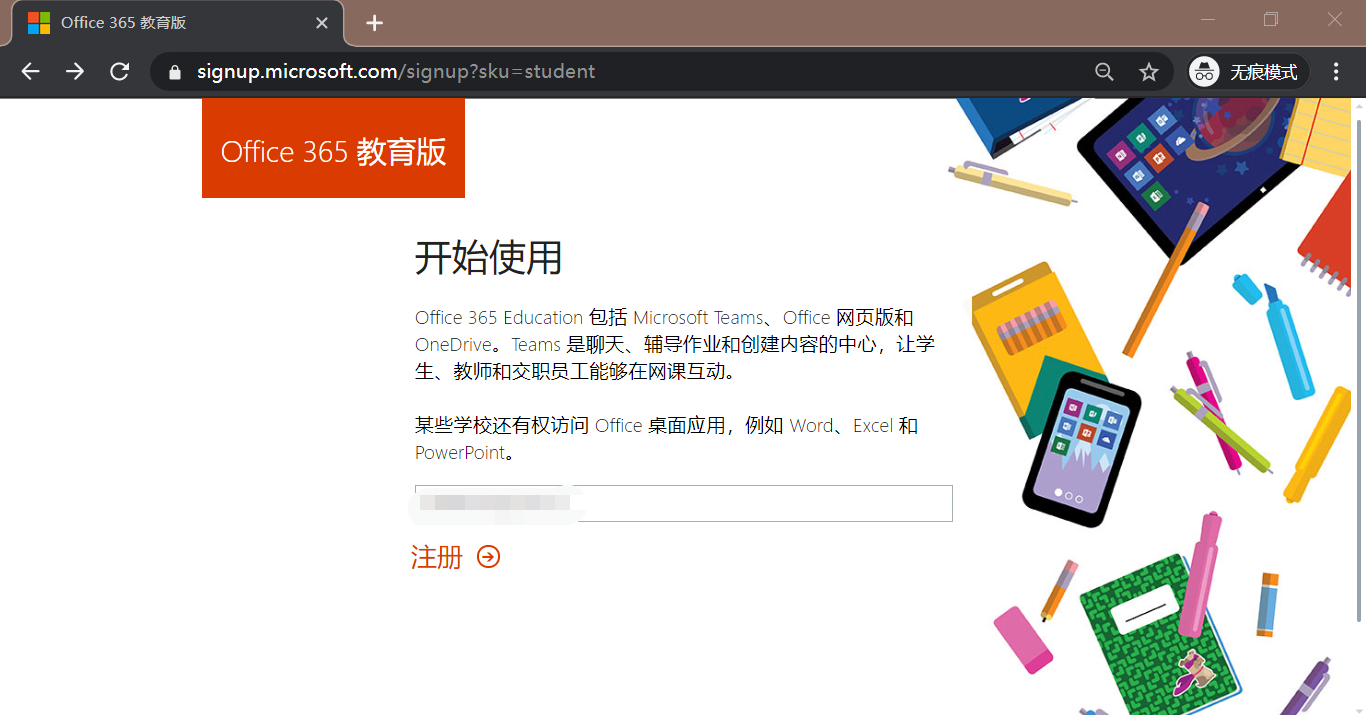 Office 365 教育版
signup.microsoft.com/signup?sku=student
无痕模式
Office 365 教育版
开始使用
Office 365 Education 包括 Microsoft Teams、Office 网页版和
OneDrive。Teams 是聊天、辅导作业和创建内容的中心，让学
生、教师和交职员工能够在网课互动。
某些学校还有权访问 Office 桌面应用，例如 Word、Excel 和
PowerPoint。
注册